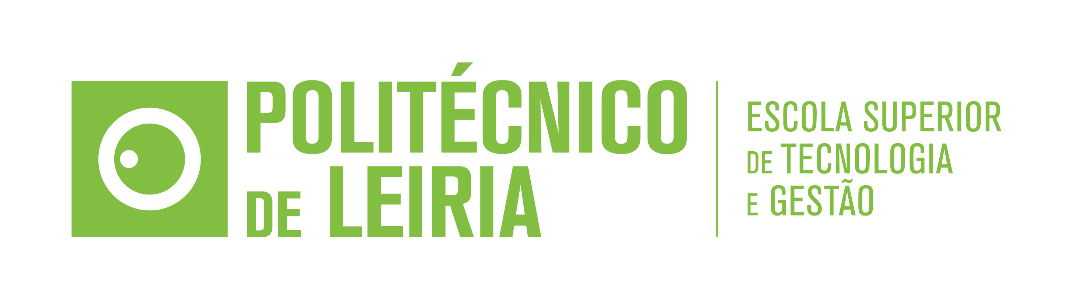 POLITÉCNICO
DE LEIRIA
ESCOLA SUPERIOR
DE TECNOLOGIA
E GESTÃO